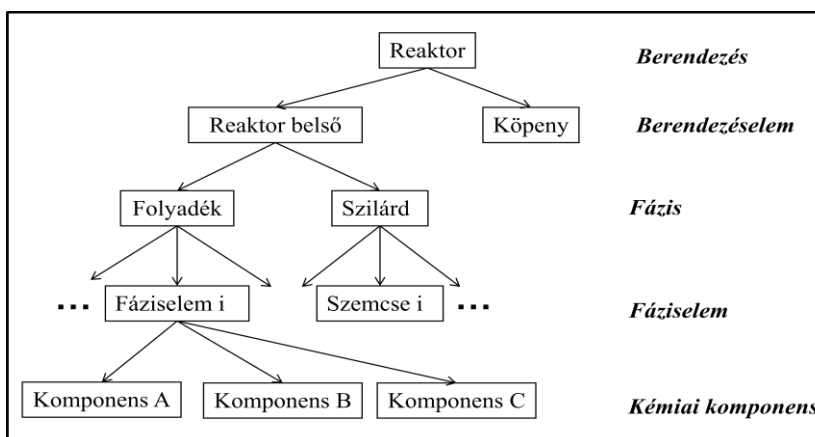 Reaktor
Berendezés
Reaktor belső
Köpeny
Berendezéselem
Folyadék
Szilárd
Fázis
... Fáziselem i
Szemcse i ...
Fáziselem
Komponens A
Komponens B
Komponens C
Kémiai komponens